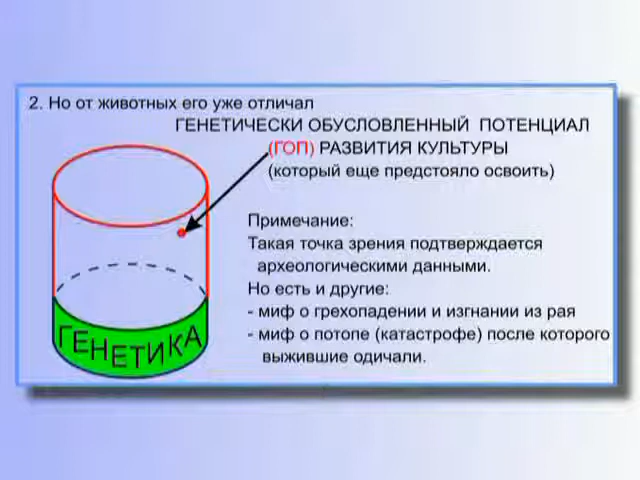 2. Но от животных его уже отличал
ГЕНЕТИЧЕСКИ ОБУСЛОВЛЕННЫЙ ПОТЕНЦИАЛ
(ГОП) РАЗВИТИЯ КУЛЬТУРЫ
(который еще предстояло освоить)
Примечание:
Такая точка зрения подтверждается
археологическими данными.
Но есть и другие:
- миф о грехопадении и изгнании из рая
- миф о потопе (катастрофе) после которого
выжившие одичали.
ГЕНЕТИКА